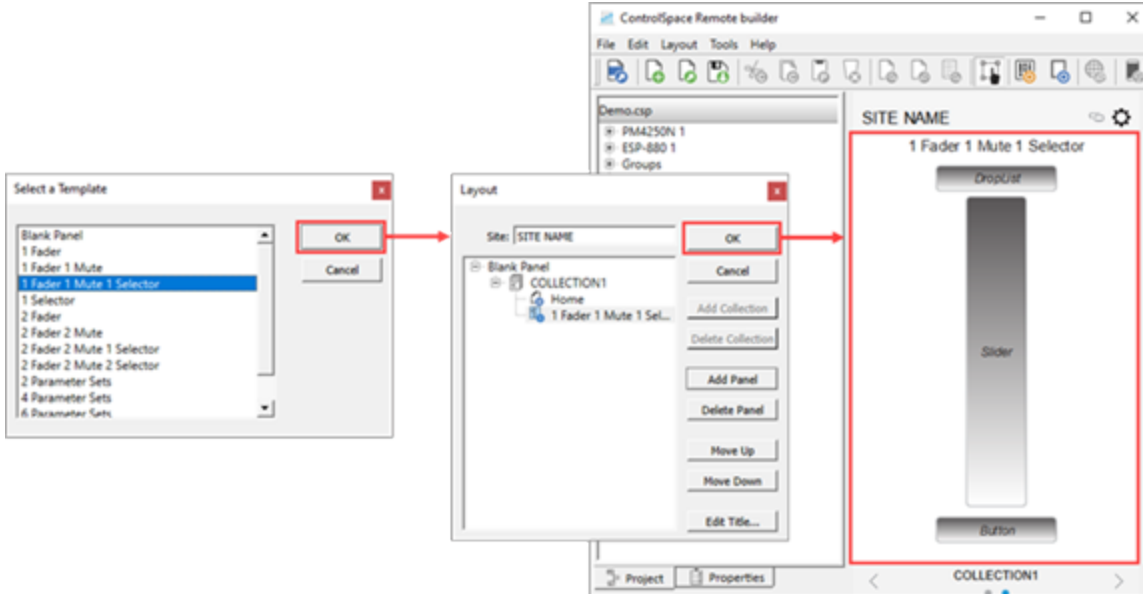 Select a Template
Blank Panel
1 Fader
1 Fader 1 Mute
1 Fader 1 Mute 1 Selector
1 Selector
2 Fader
2 Fader 2 Mute
2 Fader 2 Mute 1 Selector
2 Fader 2 Mute 2 Selector
2 Parameter Sets
4 Parameter Sets
6 Parameter Sets
OK
Cancel
Layout
Site: SITE NAME
Blank Panel
COLLECTION1
Home
1 Fader 1 Mute 1 Sel...
OK
Cancel
Add Collection
Delete Collection
Add Panel
Delete Panel
Move Up
Move Down
Edit Title...
ControlSpace Remote builder
File Edit Layout Tools Help
Demo.csp
PM4250N 1
ESP-880 1
Groups
Project Properties
SITE NAME
1 Fader 1 Mute 1 Selector
DropList
Slider
Button
COLLECTION1